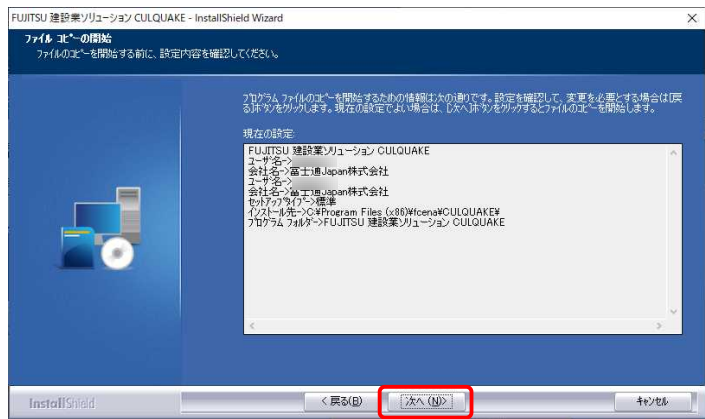 FUJITSU 建設業ソリューション CULQUAKE - InstallShield Wizard
ファイル コピーの開始
ファイルのコピーを開始する前に、設定内容を確認してください。
プログラム ファイルのコピーを開始するための情報は次の通りです。設定を確認して、変更を必要とする場合は[戻
る]ボタンをクリックします。現在の設定でよい場合は、[次へ]ボタンをクリックするとファイルのコピーを開始します。
現在の設定:
FUJITSU 建設業ソリューション CULQUAKE
ユーザ名->
会社名->富士通Japan株式会社
ユーザ名->
会社名->富士通Japan株式会社
セットアップタイプ->標準
インストール先->C:¥Program Files (x86)¥fcena¥CULQUAKE¥
プログラム フォルダ->FUJITSU 建設業ソリューション CULQUAKE
InstallShield
< 戻る(B)
次へ (N)>
キャンセル